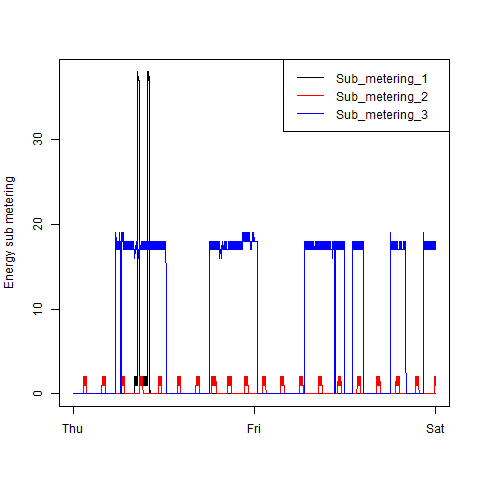 Sub_metering_1
Sub_metering_2
Sub_metering_3
Energy sub metering
30
20
10
0
Thu
Fri
Sat